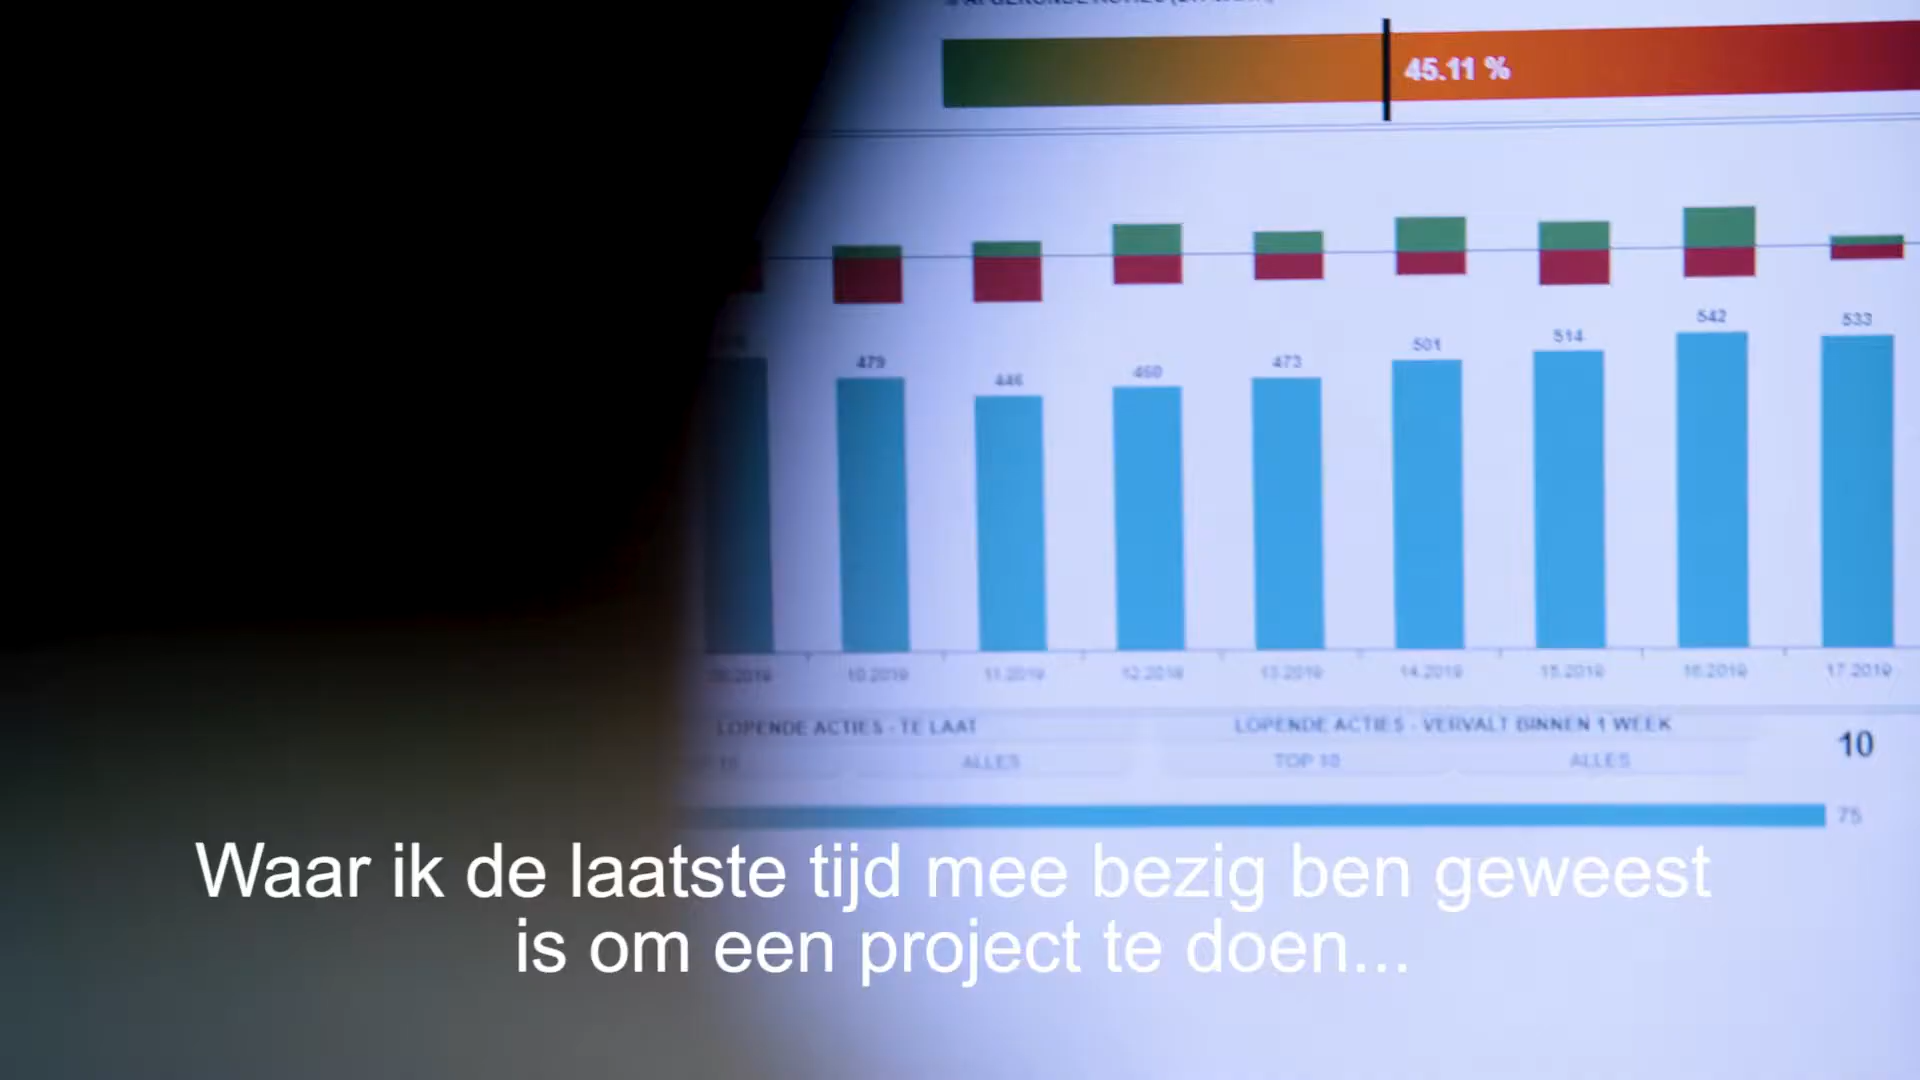 45.11 %
542
533
514
501
479
473
460
446
10.2019
11.2019
12.2019
13.2019
14.2019
15.2019
16.2019
17.2019
LOPENDE ACTIES - TE LAAT
LOPENDE ACTIES - VERVALT BINNEN 1 WEEK
10
ALLES
TOP 10
ALLES
75
Waar ik de laatste tijd mee bezig ben geweest
is om een project te doen...